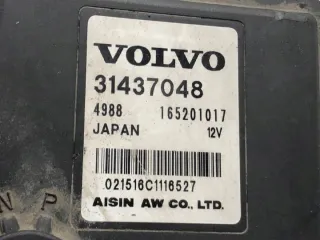 VOLVO
31437048
4988 165201017
JAPAN 12V
021516C1116527
AISIN AW CO., LTD.
N P